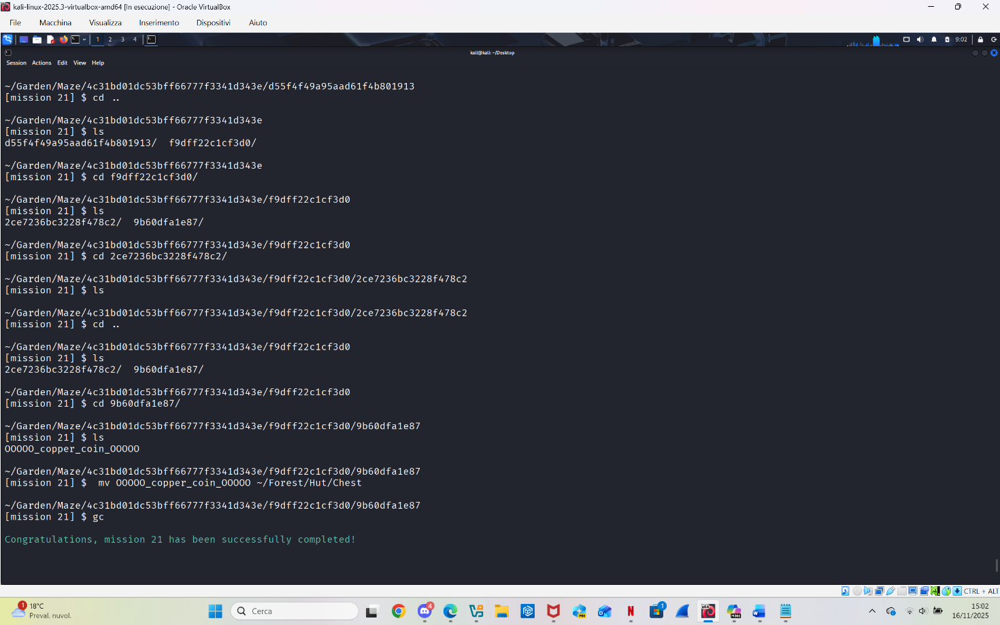 kali-linux-2025.3-virtualbox-amd64 [In esecuzione] - Oracle VirtualBox
File Macchina Visualizza Inserimento Dispositivi Aiuto
1 2 3 4 9:02
kali@kali: ~/Desktop
Session Actions Edit View Help
~/Garden/Maze/4c31bd01dc53bff66777f3341d343e/d55f4f49a95aad61f4b801913
[mission 21] $ cd ..
~/Garden/Maze/4c31bd01dc53bff66777f3341d343e
[mission 21] $ ls
d55f4f49a95aad61f4b801913/  f9dff22c1cf3d0/
~/Garden/Maze/4c31bd01dc53bff66777f3341d343e
[mission 21] $ cd f9dff22c1cf3d0/
~/Garden/Maze/4c31bd01dc53bff66777f3341d343e/f9dff22c1cf3d0
[mission 21] $ ls
2ce7236bc3228f478c2/  9b60dfa1e87/
~/Garden/Maze/4c31bd01dc53bff66777f3341d343e/f9dff22c1cf3d0
[mission 21] $ cd 2ce7236bc3228f478c2/
~/Garden/Maze/4c31bd01dc53bff66777f3341d343e/f9dff22c1cf3d0/2ce7236bc3228f478c2
[mission 21] $ ls
~/Garden/Maze/4c31bd01dc53bff66777f3341d343e/f9dff22c1cf3d0/2ce7236bc3228f478c2
[mission 21] $ cd ..
~/Garden/Maze/4c31bd01dc53bff66777f3341d343e/f9dff22c1cf3d0
[mission 21] $ ls
2ce7236bc3228f478c2/  9b60dfa1e87/
~/Garden/Maze/4c31bd01dc53bff66777f3341d343e/f9dff22c1cf3d0
[mission 21] $ cd 9b60dfa1e87/
~/Garden/Maze/4c31bd01dc53bff66777f3341d343e/f9dff22c1cf3d0/9b60dfa1e87
[mission 21] $ ls
OOOOO_copper_coin_OOOOO
~/Garden/Maze/4c31bd01dc53bff66777f3341d343e/f9dff22c1cf3d0/9b60dfa1e87
[mission 21] $  mv OOOOO_copper_coin_OOOOO ~/Forest/Hut/Chest
~/Garden/Maze/4c31bd01dc53bff66777f3341d343e/f9dff22c1cf3d0/9b60dfa1e87
[mission 21] $ gc
Congratulations, mission 21 has been successfully completed!
CTRL + ALT
1 18°C
Preval. nuvol.
Cerca
4
1
15:02
16/11/2025